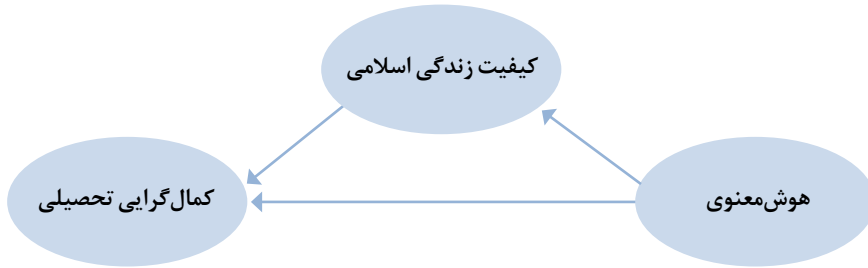 کیفیت زندگی اسلامی
هوش‌معنوی
کمال‌گرایی تحصیلی